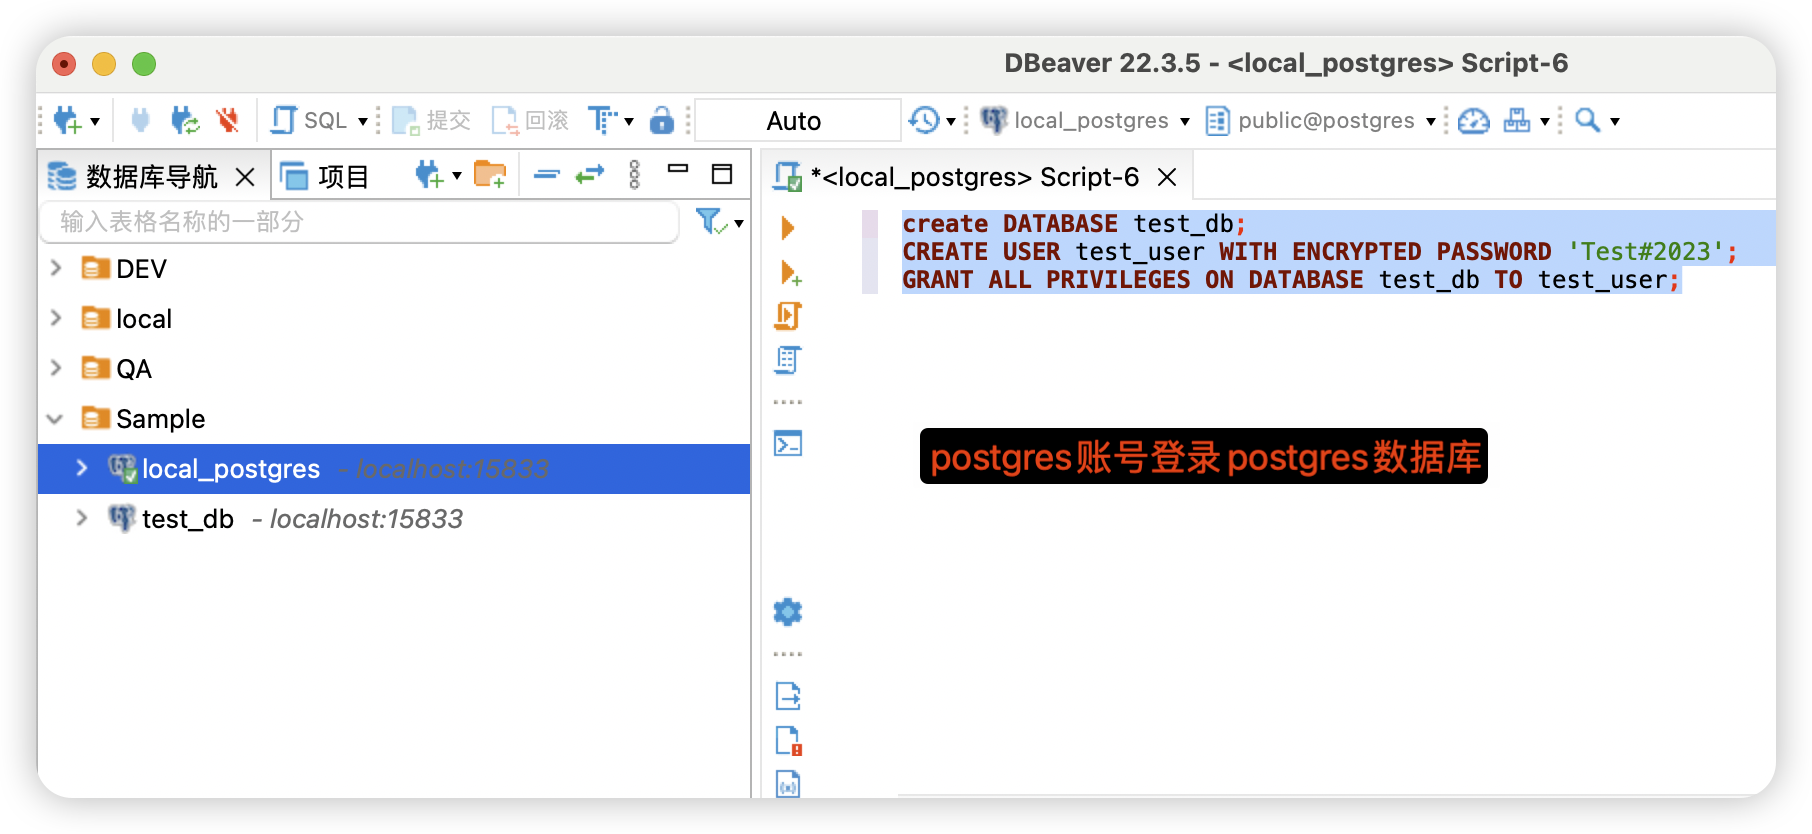 DBeaver 22.3.5 - <local_postgres> Script-6
SQL 提交 回滚 Auto local_postgres public@postgres
数据库导航 项目
*<local_postgres> Script-6
输入表格名称的一部分
DEV
local
QA
Sample
local_postgres - localhost:15833
test_db - localhost:15833
create DATABASE test_db;
CREATE USER test_user WITH ENCRYPTED PASSWORD 'Test#2023';
GRANT ALL PRIVILEGES ON DATABASE test_db TO test_user;
postgres账号登录postgres数据库